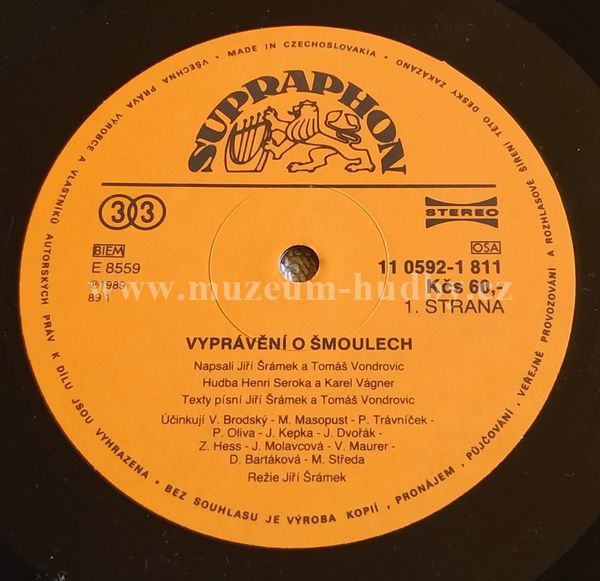 VŠECHNA PRÁVA VÝROBCE A VLASTNÍKŮ AUTORSKÝCH PRÁV K DÍLU JSOU VYHRAZENA • BEZ SOUHLASU JE VÝROBA KOPIÍ, PRONÁJEM, PŮJČOVÁNÍ, VEŘEJNÉ PROVOZOVÁNÍ A ROZHLASOVÉ ŠÍŘENÍ TÉTO DESKY ZAKÁZÁNO • MADE IN CZECHOSLOVAKIA •
SUPRAPHON
33
STEREO
BIEM
OSA
E 8559
11 0592-1 811
℗1989
Kčs 60,-
89 1
1. STRANA
www.muzeum-hudby.cz
VYPRÁVĚNÍ O ŠMOULECH
Napsali Jiří Šrámek a Tomáš Vondrovic
Hudba Henri Seroka a Karel Vágner
Texty písní Jiří Šrámek a Tomáš Vondrovic
Účinkují V. Brodský - M. Masopust - P. Trávníček -
P. Oliva - J. Kepka - J. Dvořák -
Z. Hess - J. Molavcová - V. Maurer -
D. Bartáková - M. Středa
Režie Jiří Šrámek